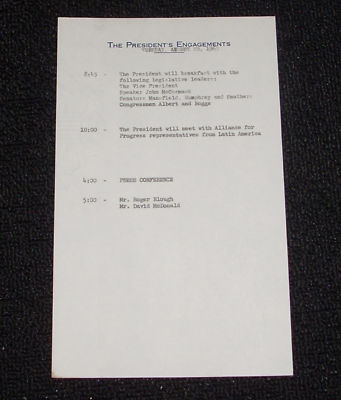 THE PRESIDENT'S ENGAGEMENTS
TUESDAY, AUGUST
8:45 - The President will breakfast with the
following legislative leaders:
The Vice President
Speaker John McCormack
Senators Mansfield, Humphrey and Smathers
Congressmen Albert and Boggs
10:00 - The President will meet with Alliance for
Progress representatives from Latin America
4:00 - PRESS CONFERENCE
5:00 - Mr. Roger Blough
Mr. David McDonald